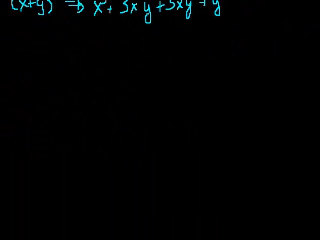 (x+y) ⇒ x + 3x y + 3xy + y